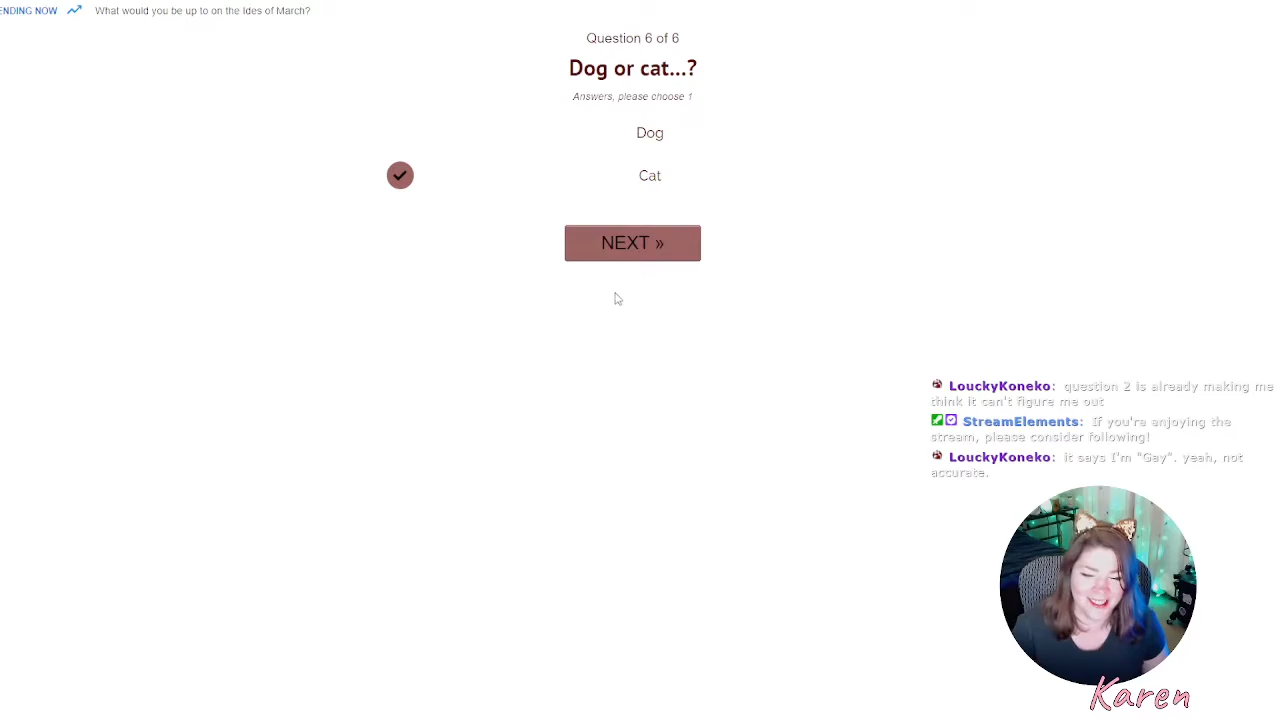 ENDING NOW What would you be up to on the Ides of March?
Question 6 of 6
Dog or cat...?
Answers, please choose 1
Dog
Cat
NEXT »
LouckyKoneko: question 2 is already making me
think it can't figure me out
StreamElements: If you're enjoying the
stream, please consider following!
LouckyKoneko: it says I'm "Gay". yeah, not
accurate.
Karen